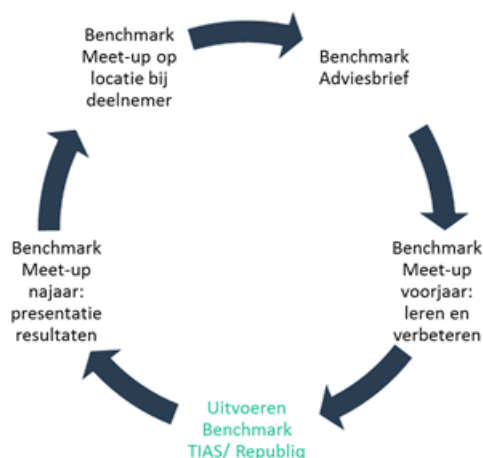 Benchmark
Meet-up op
locatie bij
deelnemer
Benchmark
Adviesbrief
Benchmark
Meet-up
voorjaar:
leren en
verbeteren
Uitvoeren
Benchmark
TIAS/ Republiq
Benchmark
Meet-up
najaar:
presentatie
resultaten